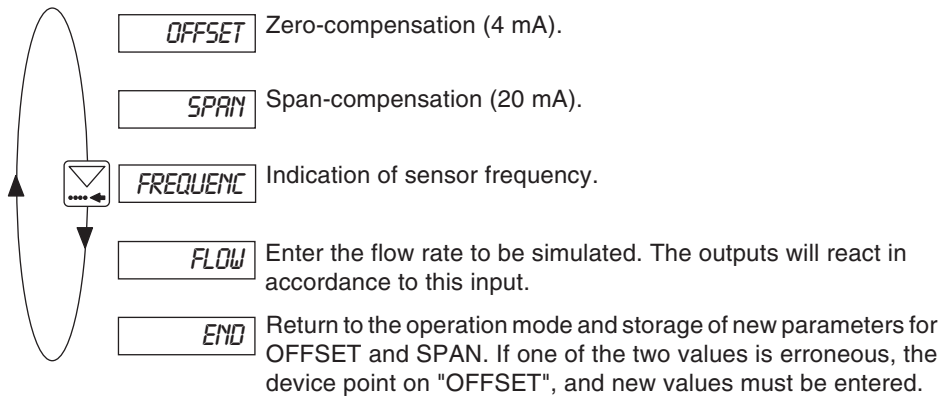 OFFSET Zero-compensation (4 mA).
SPAN Span-compensation (20 mA).
FREQUENC Indication of sensor frequency.
FLOW Enter the flow rate to be simulated. The outputs will react in
accordance to this input.
END Return to the operation mode and storage of new parameters for
OFFSET and SPAN. If one of the two values is erroneous, the
device point on "OFFSET", and new values must be entered.